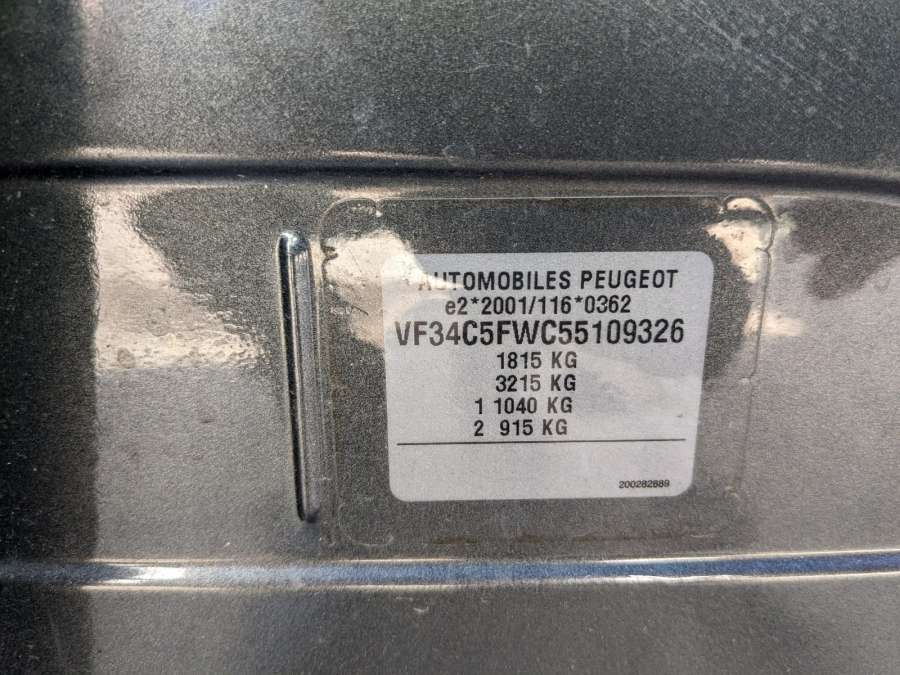 AUTOMOBILES PEUGEOT
e2*2001/116*0362
VF34C5FWC55109326
1815 KG
3215 KG
1 1040 KG
2 915 KG
200282889